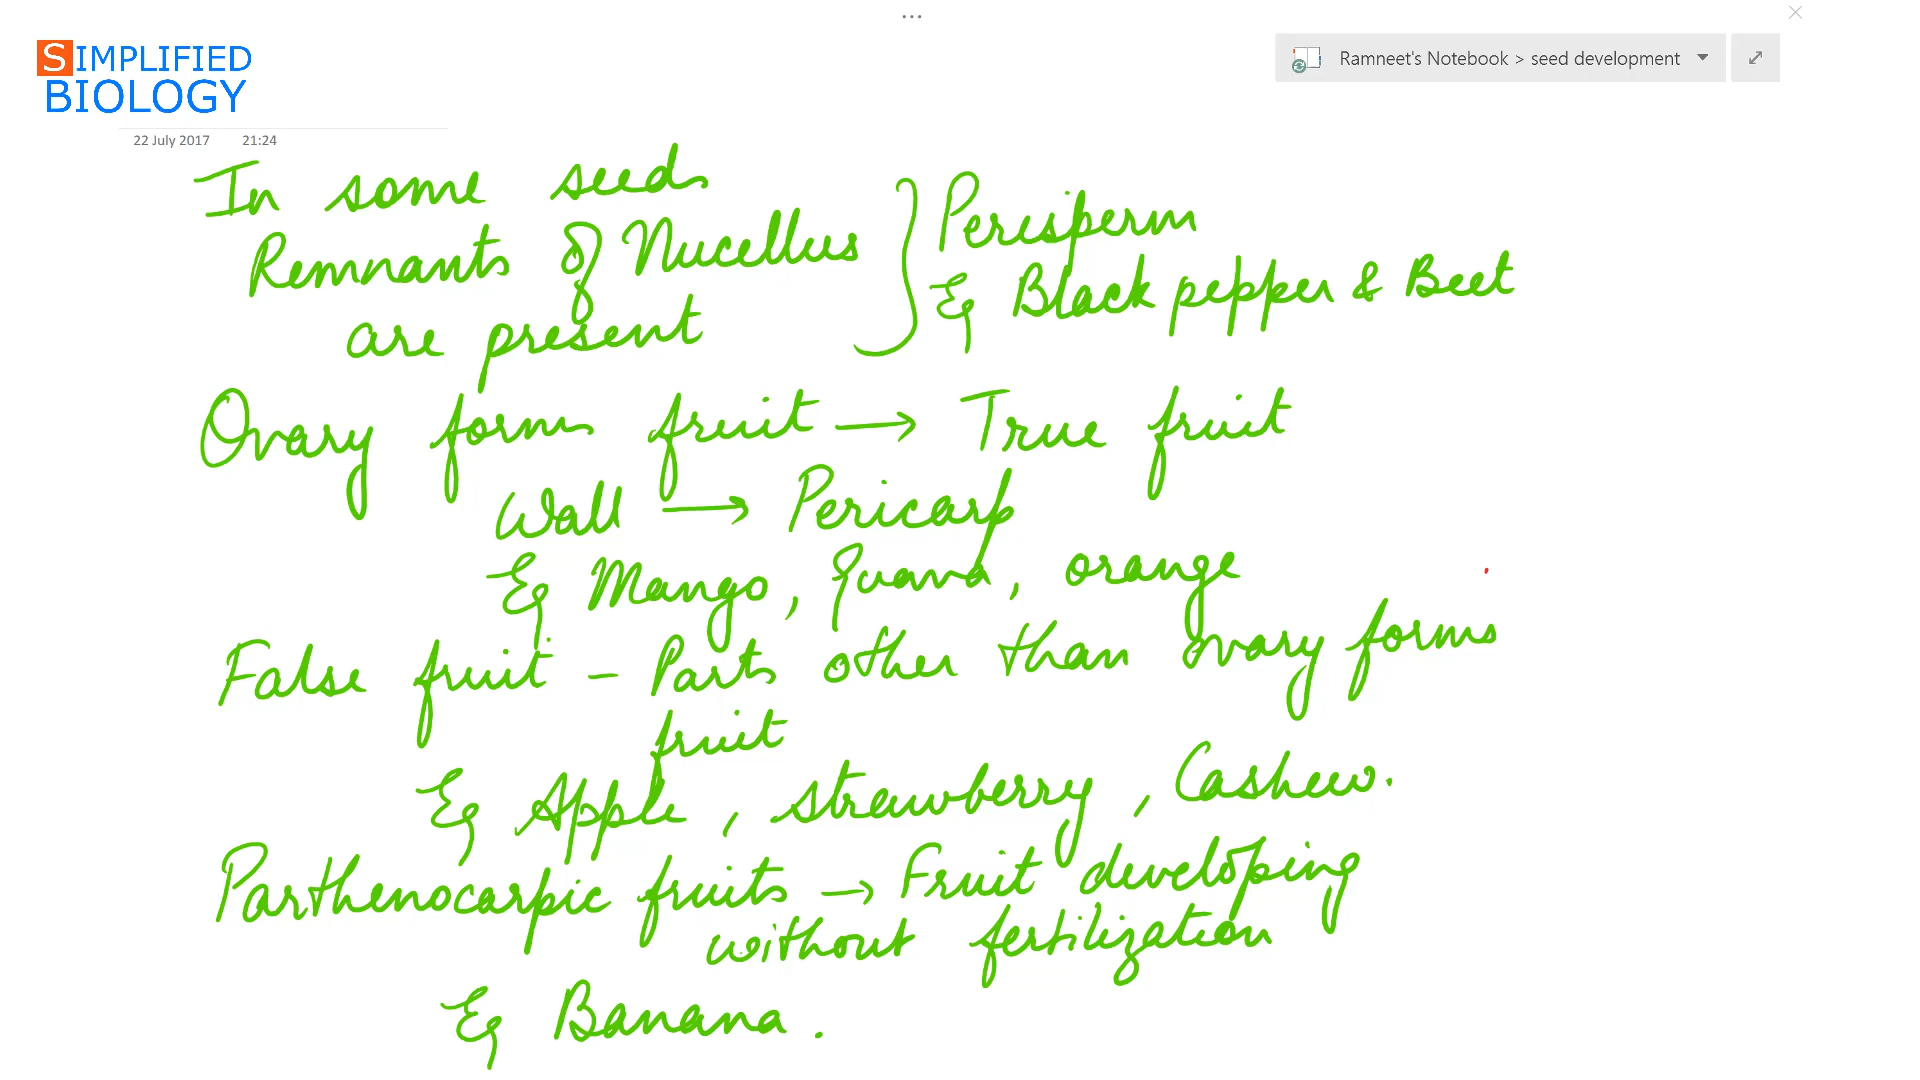 ...
SIMPLIFIED
BIOLOGY
Ramneet's Notebook > seed development
22 July 2017 21:24
In some seeds
Remnants of Nucellus
are present
Perisperm
Eg Black pepper & Beet
Ovary forms fruit → True fruit
Wall → Pericarp
Eg Mango, Guava, orange
False fruit - Parts other than ovary forms
fruit
Eg Apple, strawberry, Cashew.
Parthenocarpic fruits → Fruit developing
without fertilization
Eg Banana.